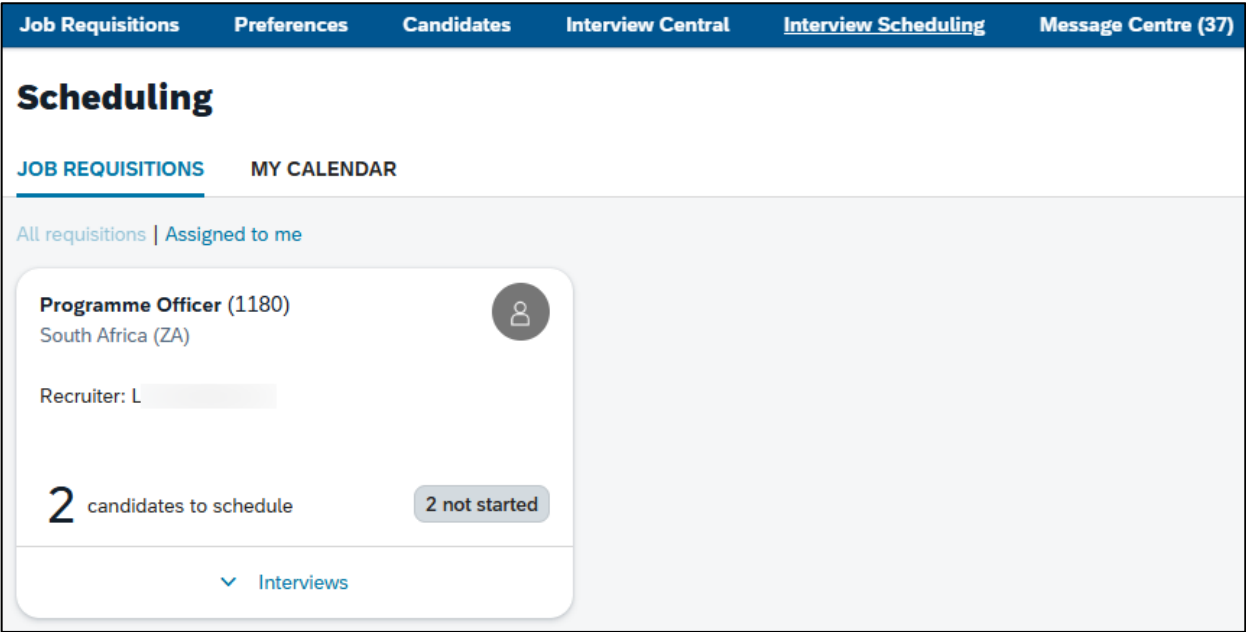 Job Requisitions Preferences Candidates Interview Central Interview Scheduling Message Centre (37)
Scheduling
JOB REQUISITIONS MY CALENDAR
All requisitions | Assigned to me
Programme Officer (1180)
South Africa (ZA)
Recruiter: L
2 candidates to schedule 2 not started
Interviews